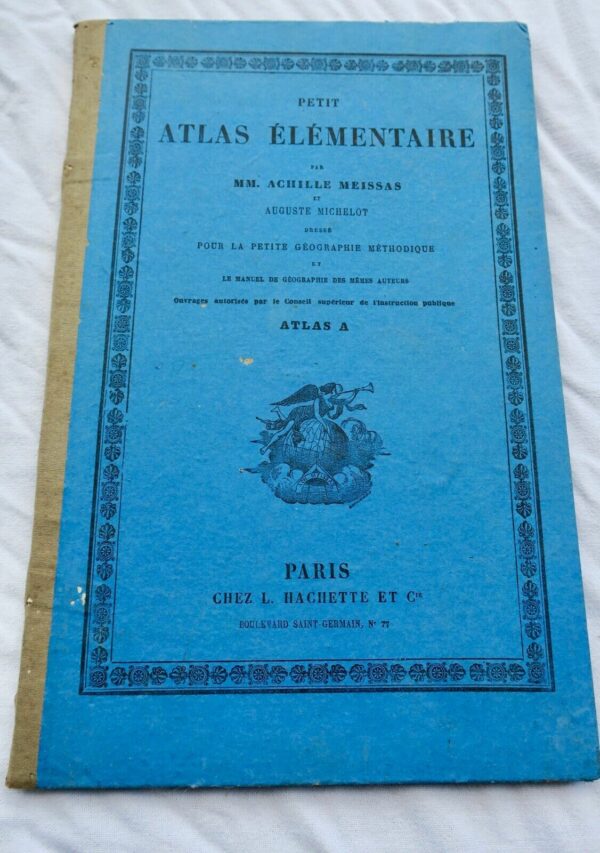 PETIT
ATLAS ÉLÉMENTAIRE
PAR
MM. ACHILLE MEISSAS
ET
AUGUSTE MICHELOT
DRESSÉ
POUR LA PETITE GÉOGRAPHIE MÉTHODIQUE
ET
LE MANUEL DE GÉOGRAPHIE DES MÊMES AUTEURS
Ouvrages autorisés par le Conseil supérieur de l'instruction publique
ATLAS A
PARIS
CHEZ L. HACHETTE ET Cie
BOULEVARD SAINT-GERMAIN, No 77